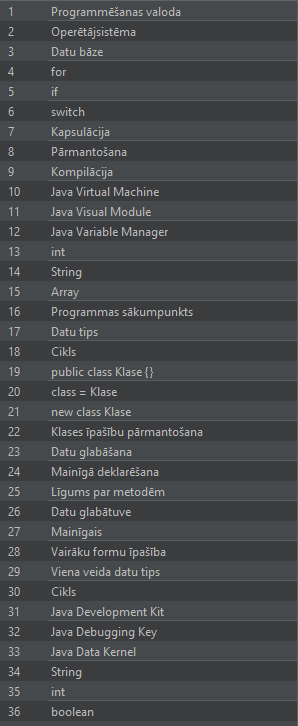 1 Programmēšanas valoda
2 Operētājsistēma
3 Datu bāze
4 for
5 if
6 switch
7 Kapsulācija
8 Pārmantošana
9 Kompilācija
10 Java Virtual Machine
11 Java Visual Module
12 Java Variable Manager
13 int
14 String
15 Array
16 Programmas sākumpunkts
17 Datu tips
18 Cikls
19 public class Klase {}
20 class = Klase
21 new class Klase
22 Klases īpašību pārmantošana
23 Datu glabāšana
24 Mainīgā deklarēšana
25 Līgums par metodēm
26 Datu glabātuve
27 Mainīgais
28 Vairāku formu īpašība
29 Viena veida datu tips
30 Cikls
31 Java Development Kit
32 Java Debugging Key
33 Java Data Kernel
34 String
35 int
36 boolean